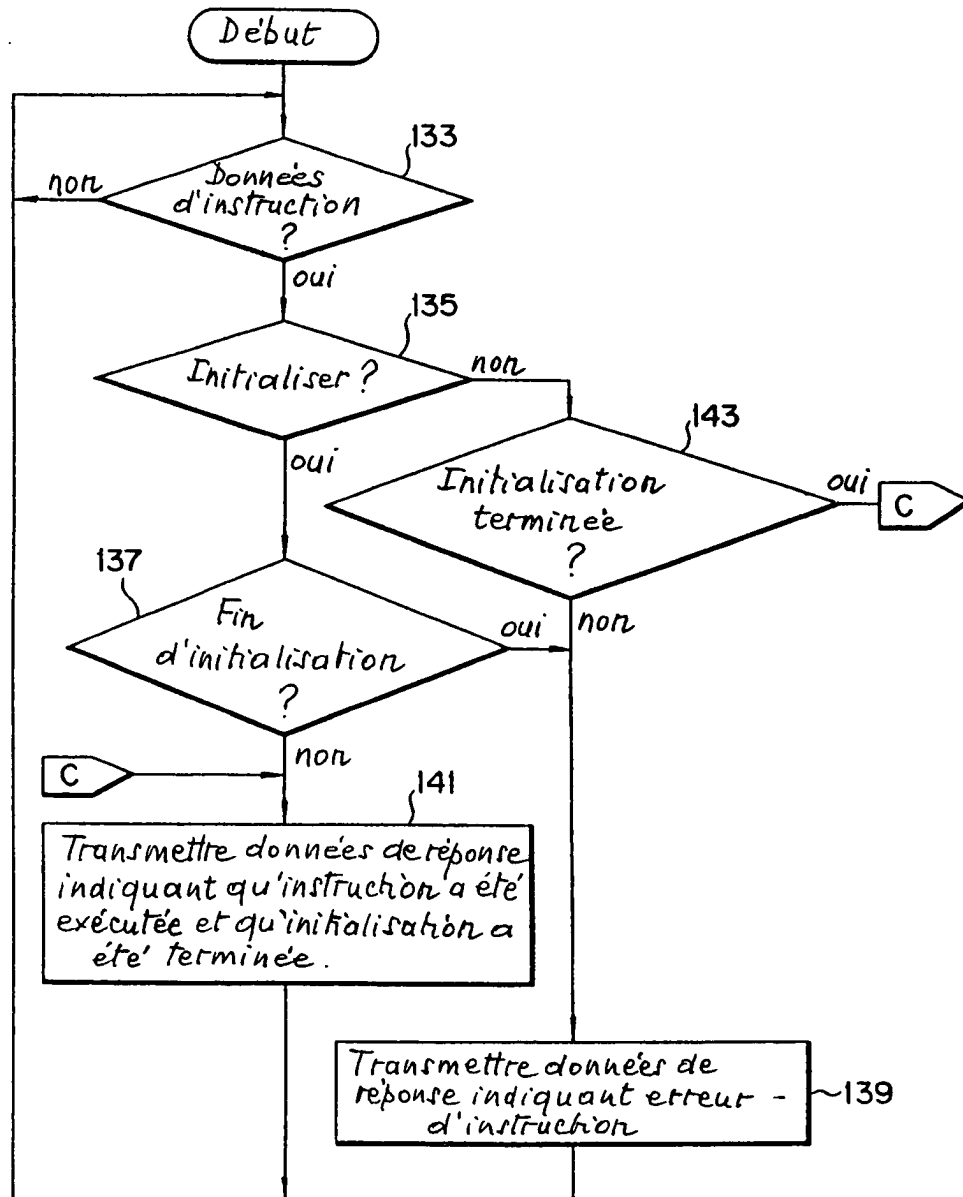 Début
133
Données
d'instruction
?
non
oui
135
Initialiser ?
non
oui
143
Initialisation
terminée
?
oui
C
non
137
Fin
d'initialisation
?
oui
non
C
141
Transmettre données de réponse
indiquant qu'instruction a été
exécutée et qu'initialisation a
été terminée.
Transmettre données de
réponse indiquant erreur -
d'instruction
139